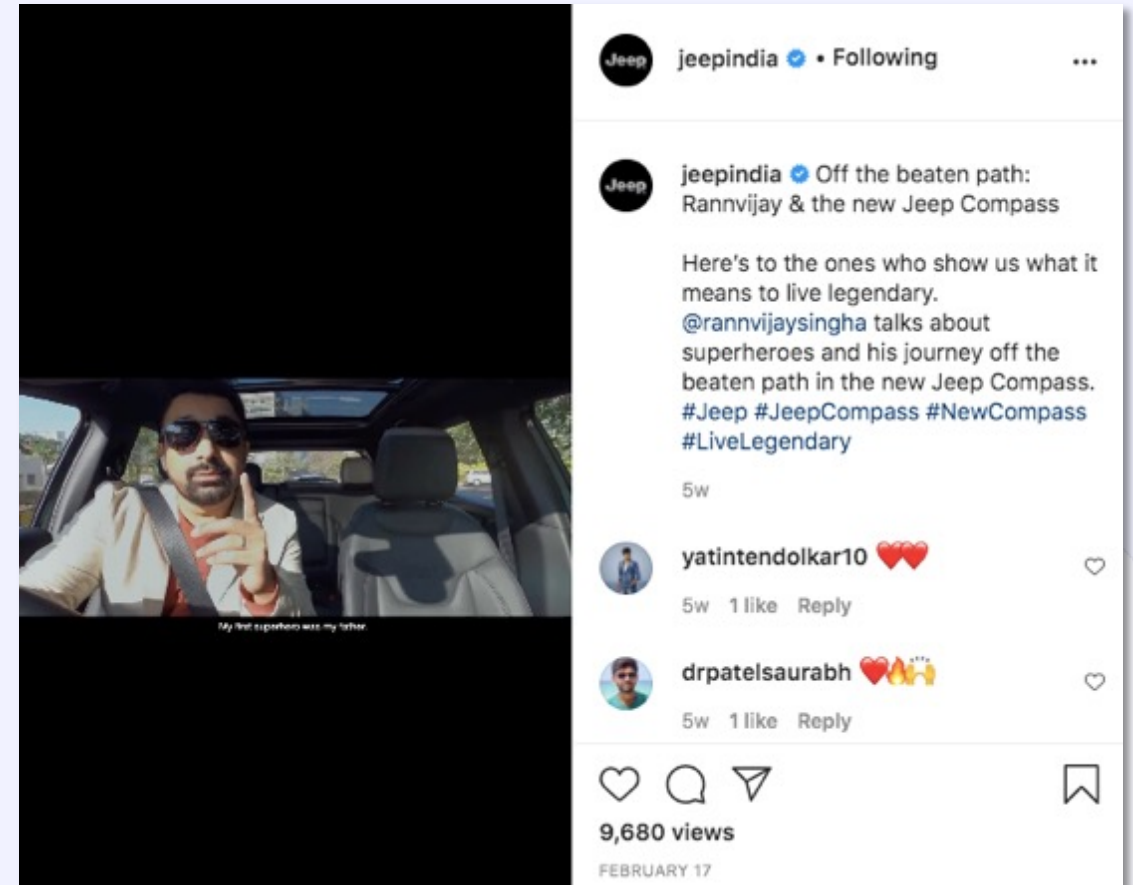 Jeep
jeepindia • Following
Jeep
jeepindia Off the beaten path:
Rannvijay & the new Jeep Compass
Here's to the ones who show us what it
means to live legendary.
@rannvijaysingha talks about
superheroes and his journey off the
beaten path in the new Jeep Compass.
#Jeep #JeepCompass #NewCompass
#LiveLegendary
5w
yatintendolkar10 ❤️❤️
5w 1 like Reply
drpatelsaurabh ❤️🔥🙌
5w 1 like Reply
9,680 views
FEBRUARY 17
My first superhero was my father.